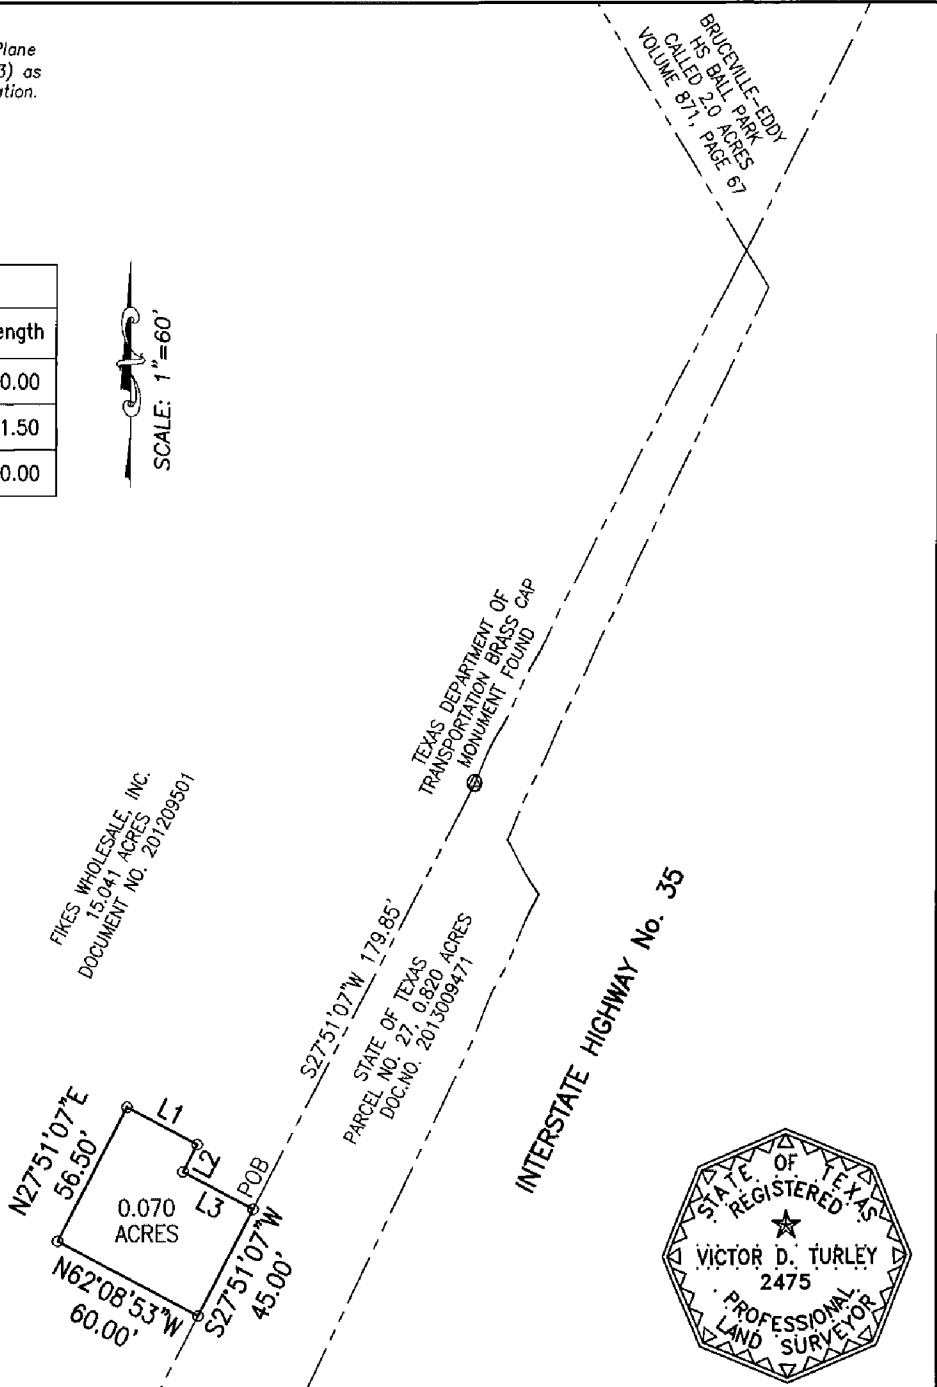 Plane
3) as
ation.
BRUCEVILLE-EDDY
HS BALL PARK
CALLED 2.0 ACRES
VOLUME 871, PAGE 67
ength
0.00
1.50
0.00
SCALE: 1"=60'
TEXAS DEPARTMENT OF
TRANSPORTATION BRASS CAP
MONUMENT FOUND
FIKES WHOLESALE, INC.
15.041 ACRES
DOCUMENT NO. 201209501
S27°51'07"W 179.85'
STATE OF TEXAS
PARCEL NO. 27, 0.820 ACRES
DOC.NO. 2013009471
INTERSTATE HIGHWAY No. 35
N27°51'07"E
56.50'
L1
L2
L3
POB
0.070
ACRES
S27°51'07"W
45.00'
N62°08'53"W
60.00'
STATE OF TEXAS
REGISTERED
VICTOR D. TURLEY
2475
PROFESSIONAL
LAND SURVEYOR